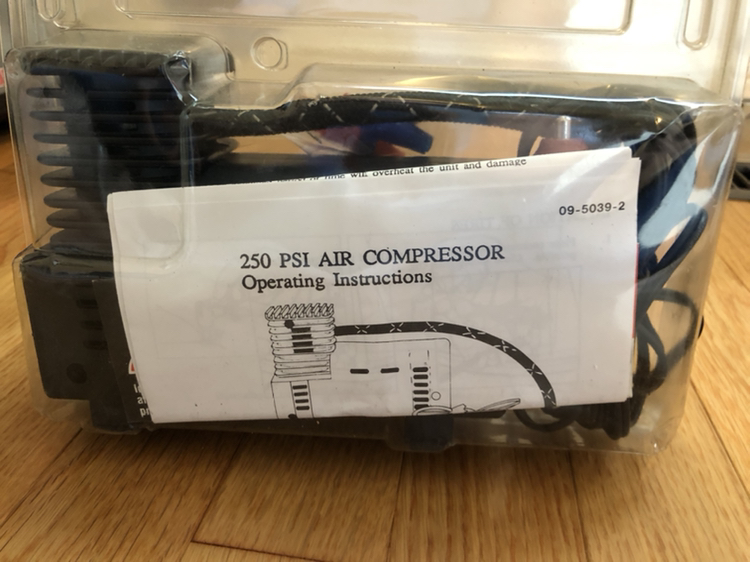 will overheat the unit and damage
09-5039-2
250 PSI AIR COMPRESSOR
Operating Instructions